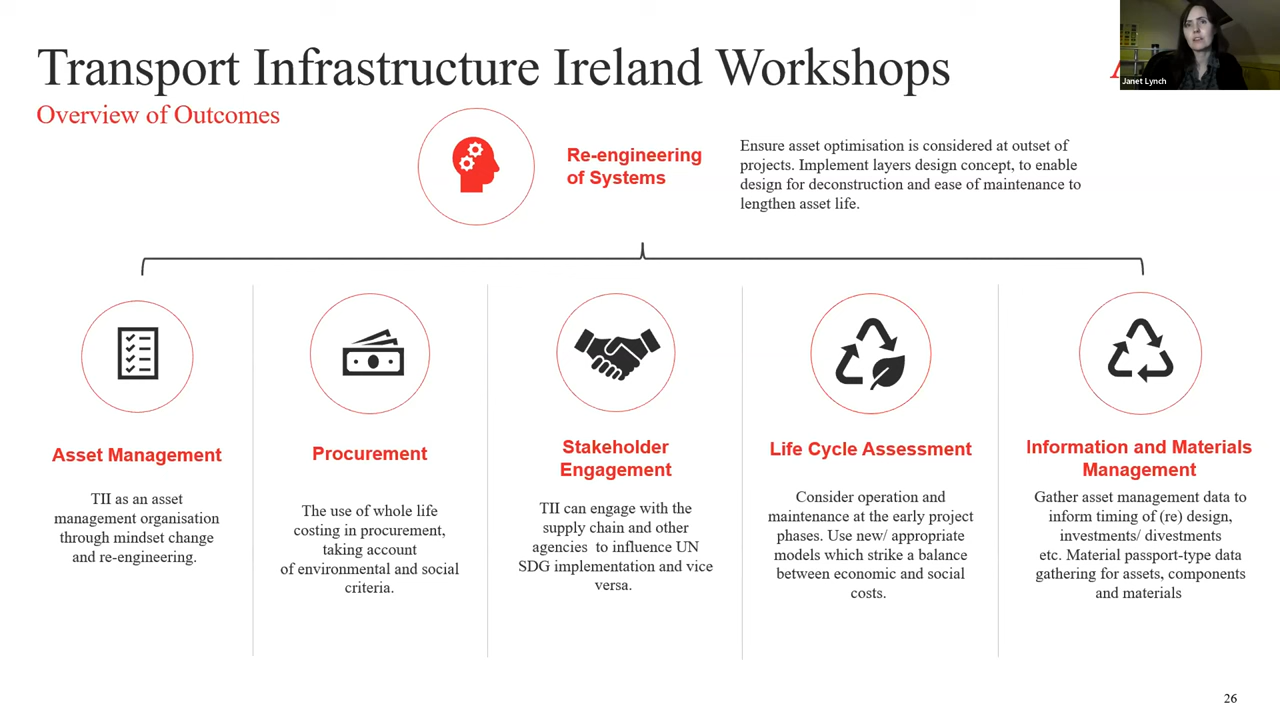 Transport Infrastructure Ireland Workshops
Overview of Outcomes
Janet Lynch
Re-engineering
of Systems
Ensure asset optimisation is considered at outset of
projects. Implement layers design concept, to enable
design for deconstruction and ease of maintenance to
lengthen asset life.
Asset Management
TII as an asset
management organisation
through mindset change
and re-engineering.
Procurement
The use of whole life
costing in procurement,
taking account
of environmental and social
criteria.
Stakeholder
Engagement
TII can engage with the
supply chain and other
agencies to influence UN
SDG implementation and vice
versa.
Life Cycle Assessment
Consider operation and
maintenance at the early project
phases. Use new/ appropriate
models which strike a balance
between economic and social
costs.
Information and Materials
Management
Gather asset management data to
inform timing of (re) design,
investments/ divestments
etc. Material passport-type data
gathering for assets, components
and materials
26